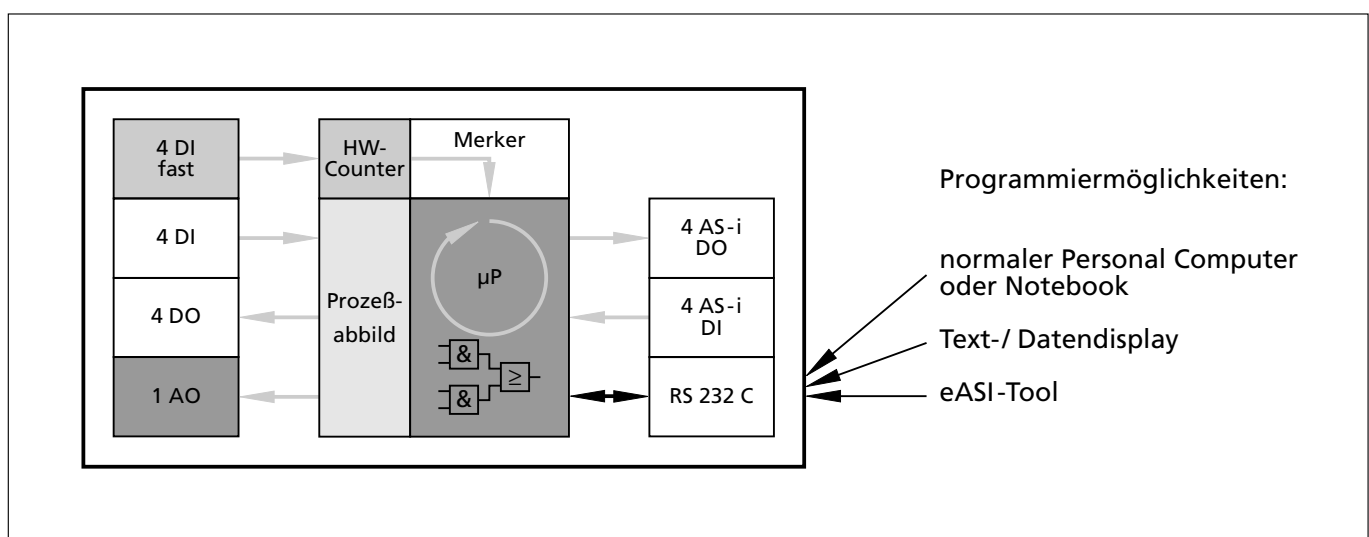 4 DI
fast
HW-
Counter
Merker
4 DI
4 DO
1 AO
Prozeß-
abbild
µP
&
&
≥
4 AS-i
DO
4 AS-i
DI
RS 232 C
Programmiermöglichkeiten:
normaler Personal Computer
oder Notebook
Text-/ Datendisplay
eASI-Tool